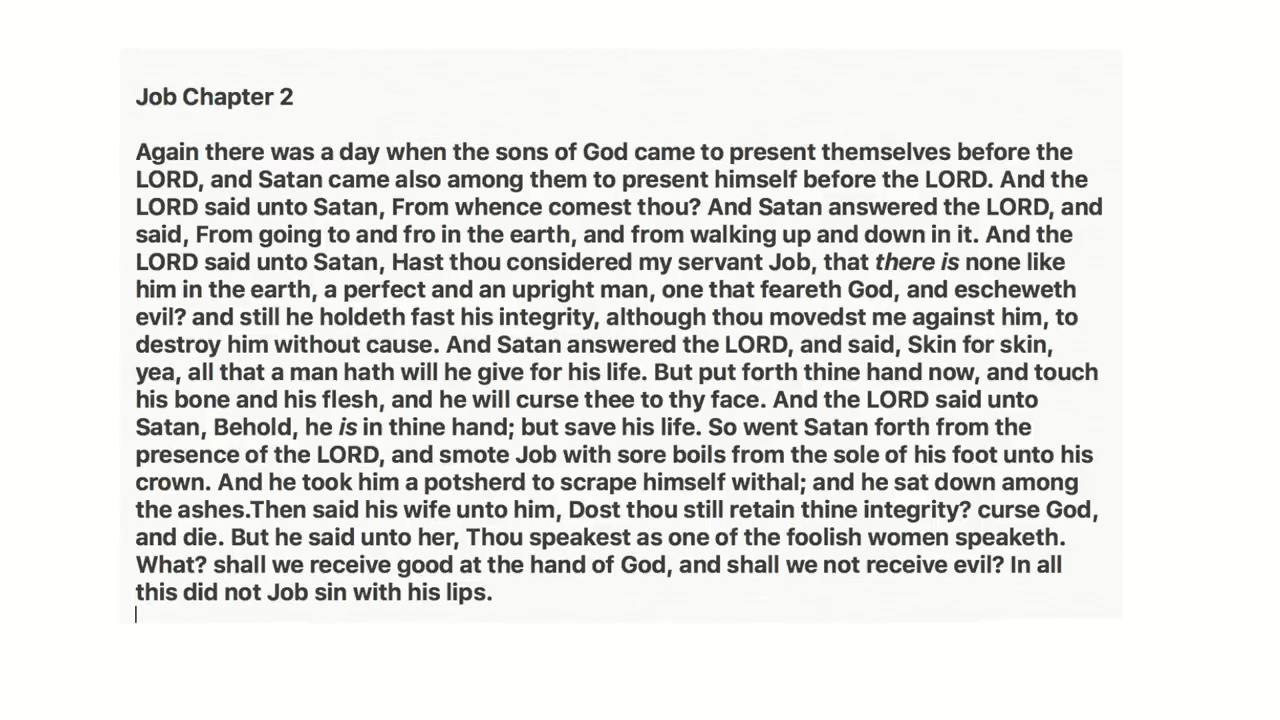 Job Chapter 2
Again there was a day when the sons of God came to present themselves before the
LORD, and Satan came also among them to present himself before the LORD. And the
LORD said unto Satan, From whence comest thou? And Satan answered the LORD, and
said, From going to and fro in the earth, and from walking up and down in it. And the
LORD said unto Satan, Hast thou considered my servant Job, that there is none like
him in the earth, a perfect and an upright man, one that feareth God, and escheweth
evil? and still he holdeth fast his integrity, although thou movedst me against him, to
destroy him without cause. And Satan answered the LORD, and said, Skin for skin,
yea, all that a man hath will he give for his life. But put forth thine hand now, and touch
his bone and his flesh, and he will curse thee to thy face. And the LORD said unto
Satan, Behold, he is in thine hand; but save his life. So went Satan forth from the
presence of the LORD, and smote Job with sore boils from the sole of his foot unto his
crown. And he took him a potsherd to scrape himself withal; and he sat down among
the ashes.Then said his wife unto him, Dost thou still retain thine integrity? curse God,
and die. But he said unto her, Thou speakest as one of the foolish women speaketh.
What? shall we receive good at the hand of God, and shall we not receive evil? In all
this did not Job sin with his lips.